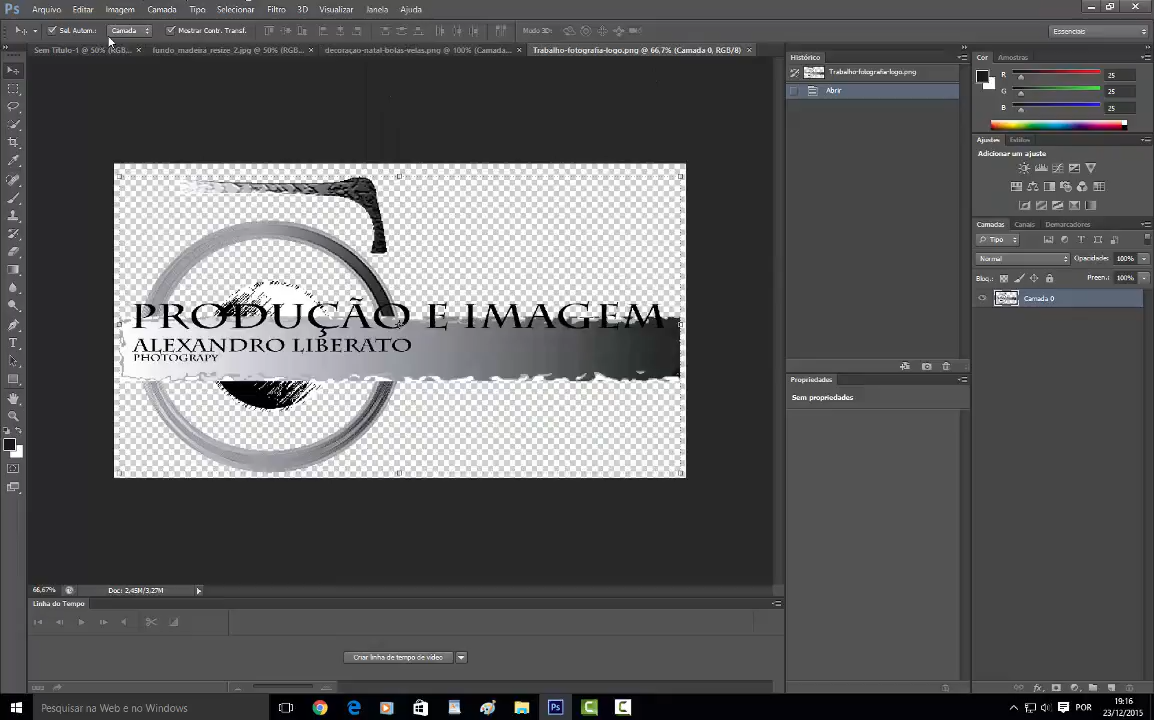 Ps Arquivo Editar Imagem Camada Tipo Selecionar Filtro 3D Visualizar Janela Ajuda
Sel. Autom.: Camada Mostrar Contr. Transf. Modo 3D: Essenciais
Sem Título-1 @ 50% (RGB... × fundo_madeira_resize_2.jpg @ 50% (RGB... × decoraçao-natal-bolas-velas.png @ 100% (Camada... × Trabalho-fotografia-logo.png @ 66,7% (Camada 0, RGB/8) ×
Histórico
Trabalho-fotografia-logo.png
Abrir
Cor Amostras
R 25
G 25
B 25
Ajustes Estilos
Adicionar um ajuste
Camadas Canais Demarcadores
Tipo
Normal Opacidade: 100%
Bloq.: Preen.: 100%
Camada 0
PRODUÇÃO E IMAGEM
ALEXANDRO LIBERATO
PHOTOGRAPY
Propriedades
Sem propriedades
66,67% Doc: 2,45M/3,27M
Linha do Tempo
Criar linha de tempo de vídeo
Pesquisar na Web e no Windows
POR
19:16
23/12/2015